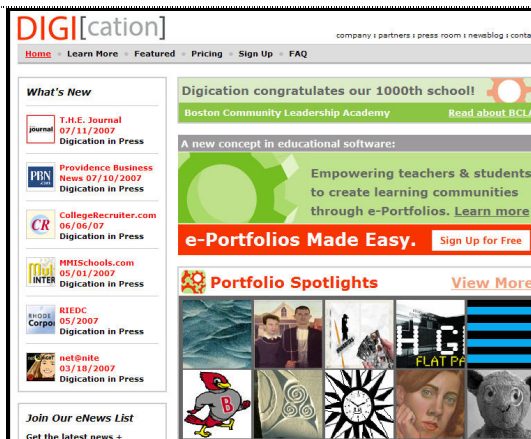 DIGI[cation]
company : partners : press room : newsblog : conta
Home Learn More Featured Pricing Sign Up FAQ
What's New
journal
T.H.E. Journal
07/11/2007
Digication in Press
PBN
Providence Business
News 07/10/2007
Digication in Press
CR
CollegeRecruiter.com
06/06/07
Digication in Press
Mul
INTER
MMISchools.com
05/01/2007
Digication in Press
RHODE
Corpo
RIEDC
05/2007
Digication in Press
net@nite
03/18/2007
Digication in Press
Join Our eNews List
Get the latest news +
Digication congratulates our 1000th school!
Boston Community Leadership Academy Read about BCLA
A new concept in educational software:
Empowering teachers & students
to create learning communities
through e-Portfolios. Learn more
e-Portfolios Made Easy. Sign Up for Free
Portfolio Spotlights View More
HGH
FLAT PA
B